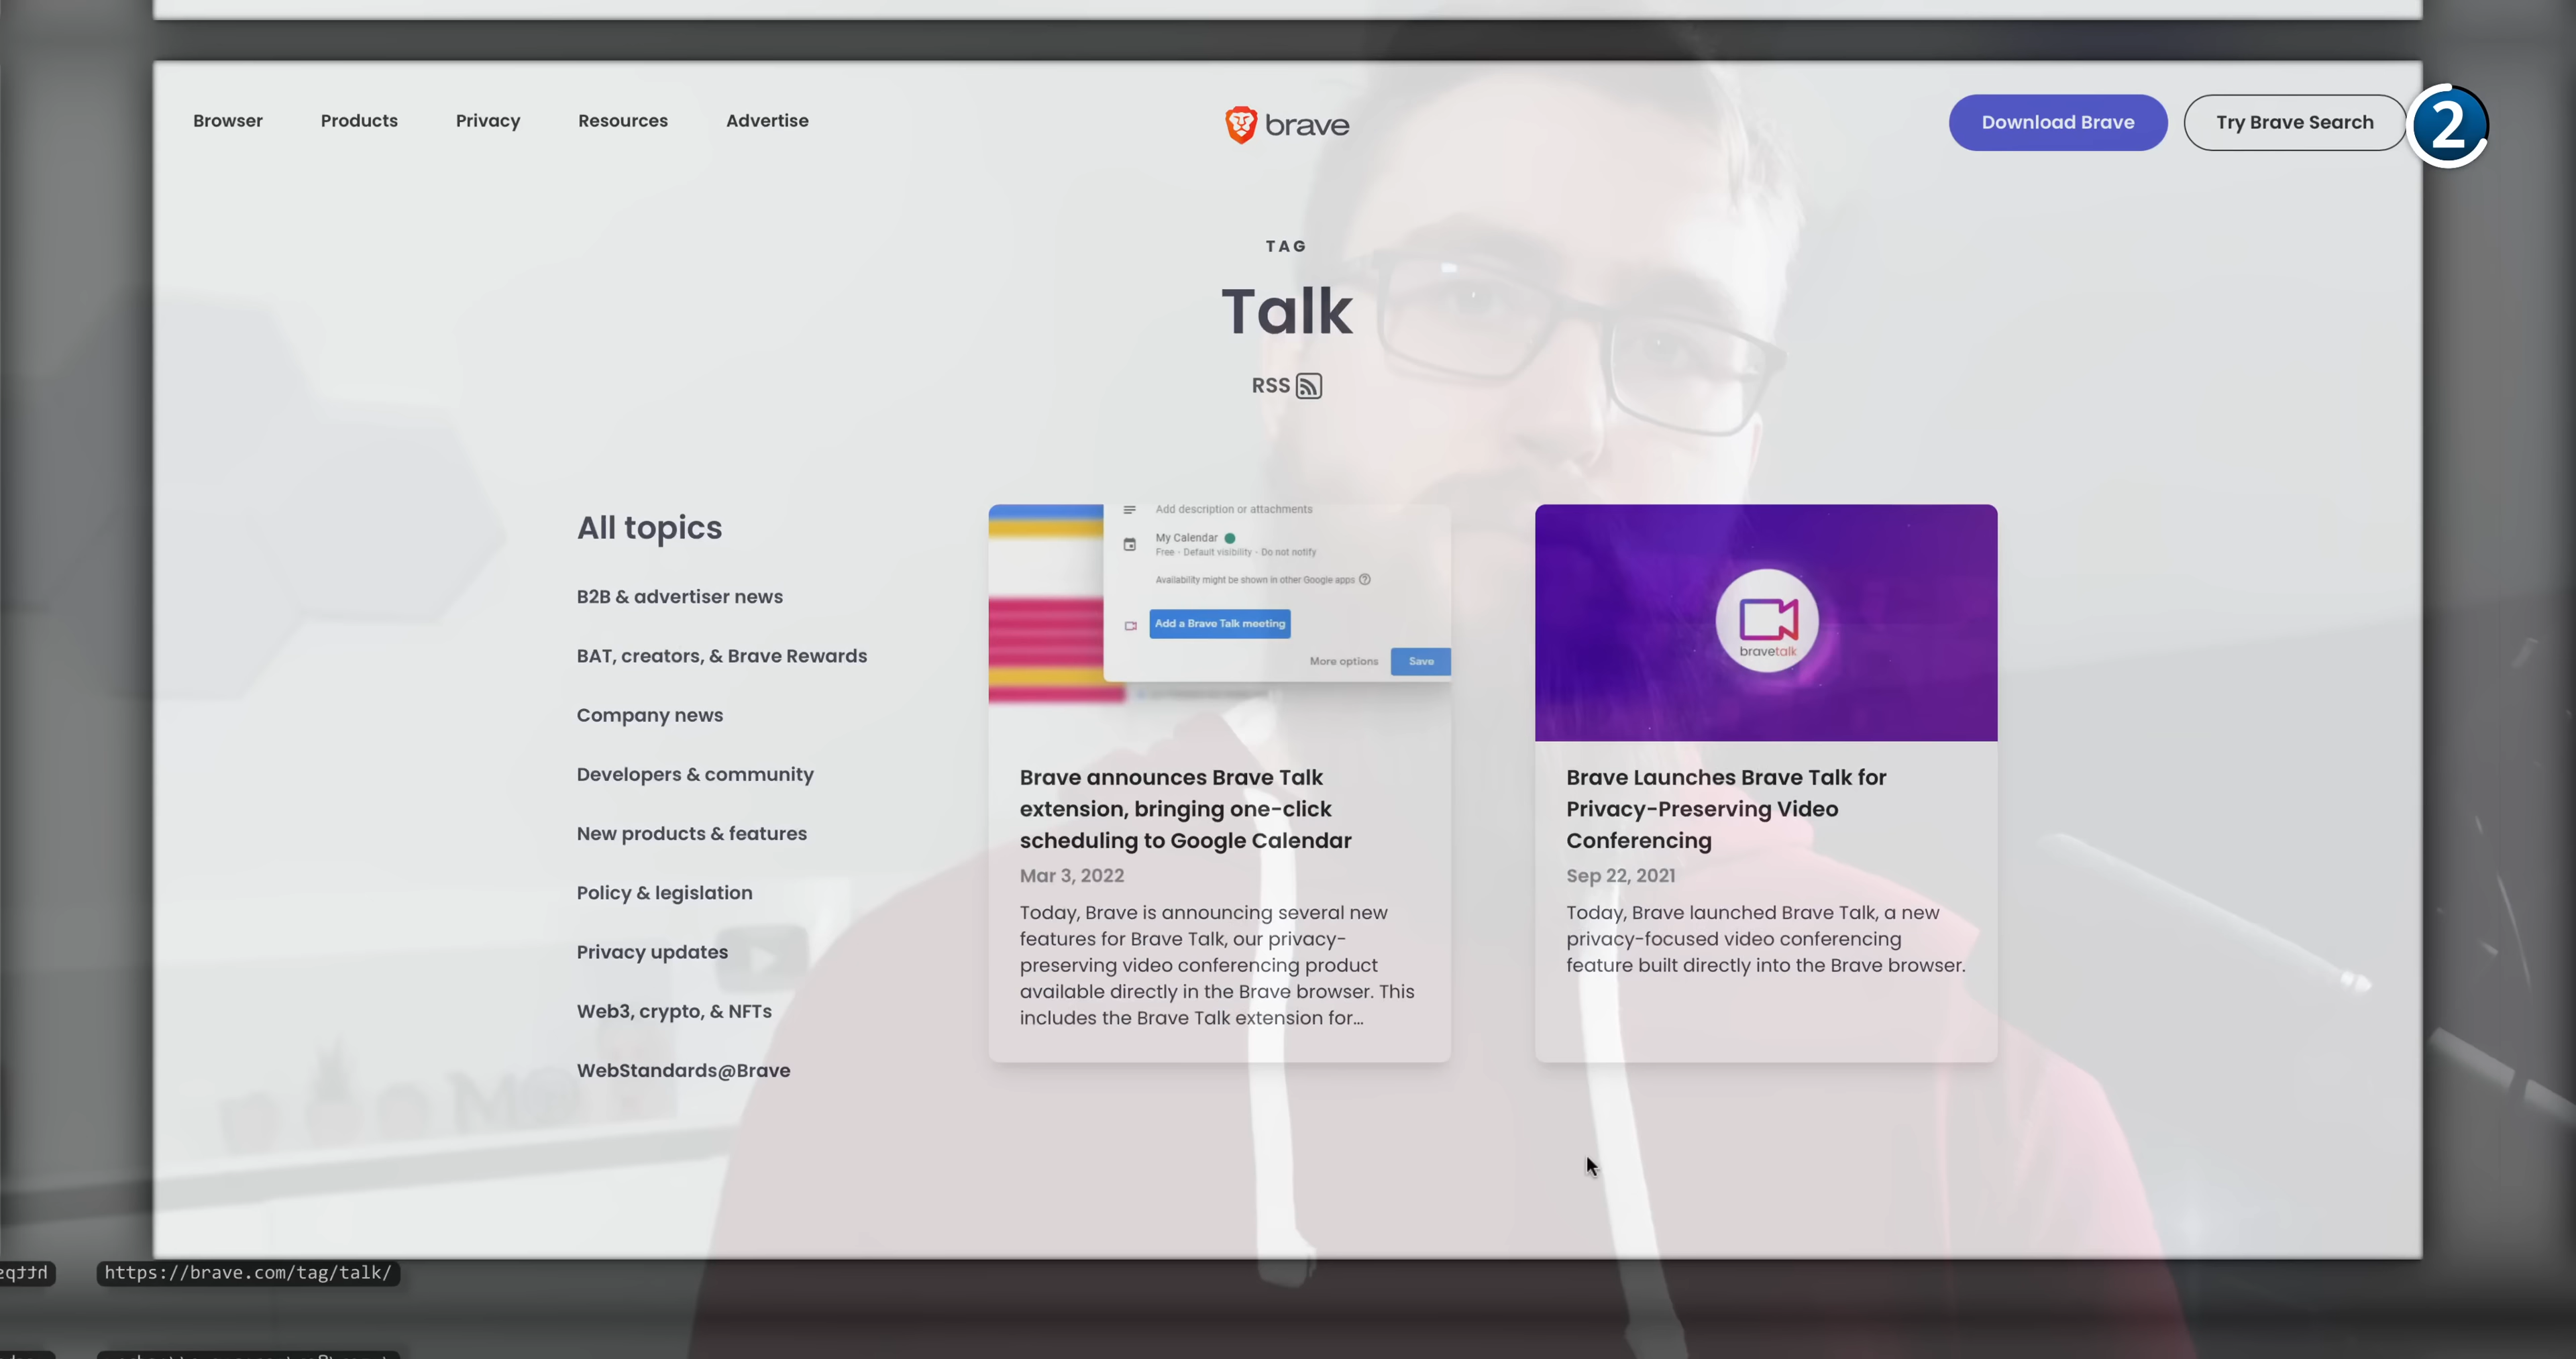 Browser
Products
Privacy
Resources
Advertise
brave
Download Brave
Try Brave Search
2
TAG
Talk
RSS
All topics
B2B & advertiser news
BAT, creators, & Brave Rewards
Company news
Developers & community
New products & features
Policy & legislation
Privacy updates
Web3, crypto, & NFTs
WebStandards@Brave
Add description or attachments
My Calendar
Free - Default visibility - Do not notify
Availability might be shown in other Google apps
Add a Brave Talk meeting
More options
Save
Brave announces Brave Talk
extension, bringing one-click
scheduling to Google Calendar
Mar 3, 2022
Today, Brave is announcing several new
features for Brave Talk, our privacy-
preserving video conferencing product
available directly in the Brave browser. This
includes the Brave Talk extension for…
bravetalk
Brave Launches Brave Talk for
Privacy-Preserving Video
Conferencing
Sep 22, 2021
Today, Brave launched Brave Talk, a new
privacy-focused video conferencing
feature built directly into the Brave browser.
https://brave.com/tag/talk/